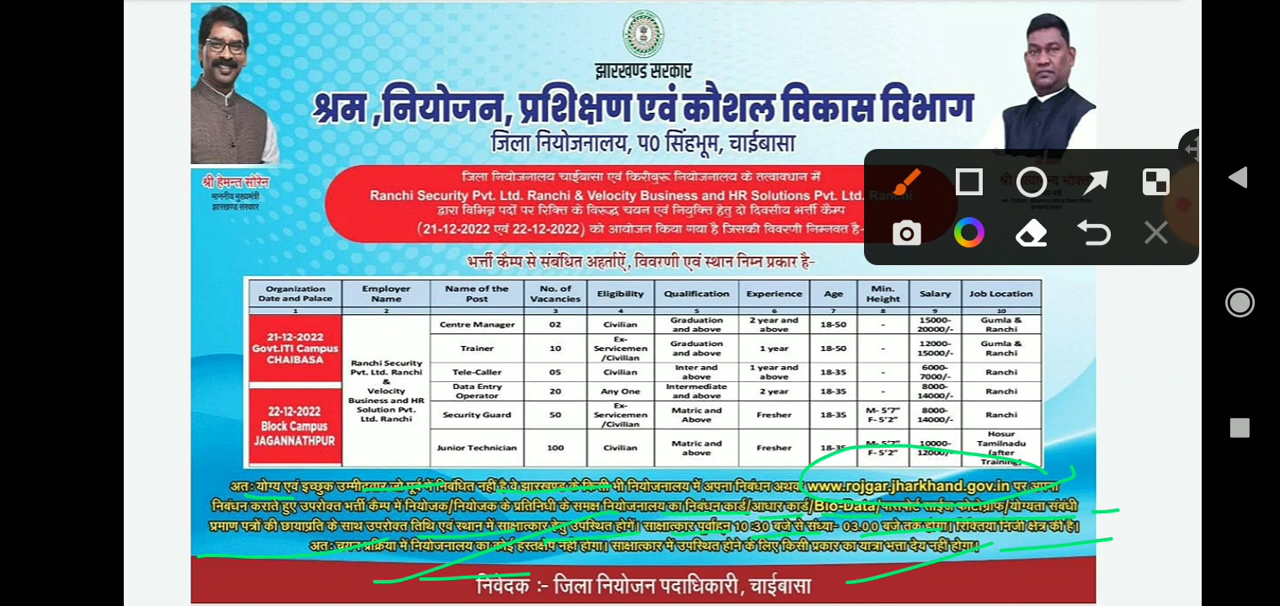 झारखण्ड सरकार
श्रम ,नियोजन, प्रशिक्षण एवं कौशल विकास विभाग
जिला नियोजनालय, प0 सिंहभूम, चाईबासा
श्री हेमन्त सोरेन
माननीय मुख्यमंत्री
झारखण्ड सरकार
जिला नियोजनालय चाईबासा एवं किरीबुरू नियोजनालय के तत्वावधान में
Ranchi Security Pvt. Ltd. Ranchi & Velocity Business and HR Solutions Pvt. Ltd. Ranchi
द्वारा विभिन्न पदों पर रिक्ति के विरूद्ध चयन एवं नियुक्ति हेतु दो दिवसीय भर्ती कैम्प
(21-12-2022 एवं 22-12-2022) को आयोजन किया गया है जिसकी विवरणी निम्नवत है-
भर्त्ती कैम्प से संबंधित अहर्ताऐं, विवरणी एवं स्थान निम्न प्रकार है-
Organization Date and Palace Employer Name Name of the Post No. of Vacancies Eligibility Qualification Experience Age Min. Height Salary Job Location
1 2 3 4 5 6 7 8 9 10
21-12-2022 Govt.ITI Campus CHAIBASA
22-12-2022 Block Campus JAGANNATHPUR
Ranchi Security Pvt. Ltd. Ranchi & Velocity Business and HR Solution Pvt. Ltd. Ranchi
Centre Manager 02 Civilian Graduation and above 2 year and above 18-50 - 15000-20000/- Gumla & Ranchi
Trainer 10 Ex-Servicemen /Civilian Graduation and above 1 year 18-50 - 12000-15000/- Gumla & Ranchi
Tele-Caller 05 Civilian Inter and above 1 year and above 18-35 - 6000-7000/- Ranchi
Data Entry Operator 20 Any One Intermediate and above 2 year 18-35 - 8000-14000/- Ranchi
Security Guard 50 Ex-Servicemen /Civilian Matric and Above Fresher 18-35 M- 5'7" F- 5'2" 8000-14000/- Ranchi
Junior Technician 100 Civilian Matric and above Fresher 18-35 M- 5'7" F- 5'2" 10000-12000/- Hosur Tamilnadu (after Training)
अतः योग्य एवं इच्छुक उम्मीदवार जो पूर्व में निबंधित नहीं है वे झारखण्ड के किसी भी नियोजनालय में अपना निबंधन अथवा www.rojgar.jharkhand.gov.in पर अपना
निबंधन कराते हुए उपरोक्त भर्ती कैम्प में नियोजक/नियोजक के प्रतिनिधी के समक्ष नियोजनालय का निबंधन कार्ड/आधार कार्ड/Bio-Data/पासपोर्ट साईज फोटोग्राफ/योग्यता संबंधी
प्रमाण पत्रों की छायाप्रति के साथ उपरोक्त तिथि एवं स्थान में साक्षात्कार हेतु उपस्थित होगें। साक्षात्कार पूर्वाहन 10 :30 बजे से संध्या- 03.00 बजे तक होगा। रिक्तियां निजी क्षेत्र की है।
अतः चयन प्रक्रिया में नियोजनालय का कोई हस्तक्षेप नहीं होगा। साक्षात्कार में उपस्थित होने के लिए किसी प्रकार का यात्रा भत्ता देय नहीं होगा।
निवेदक :- जिला नियोजन पदाधिकारी, चाईबासा